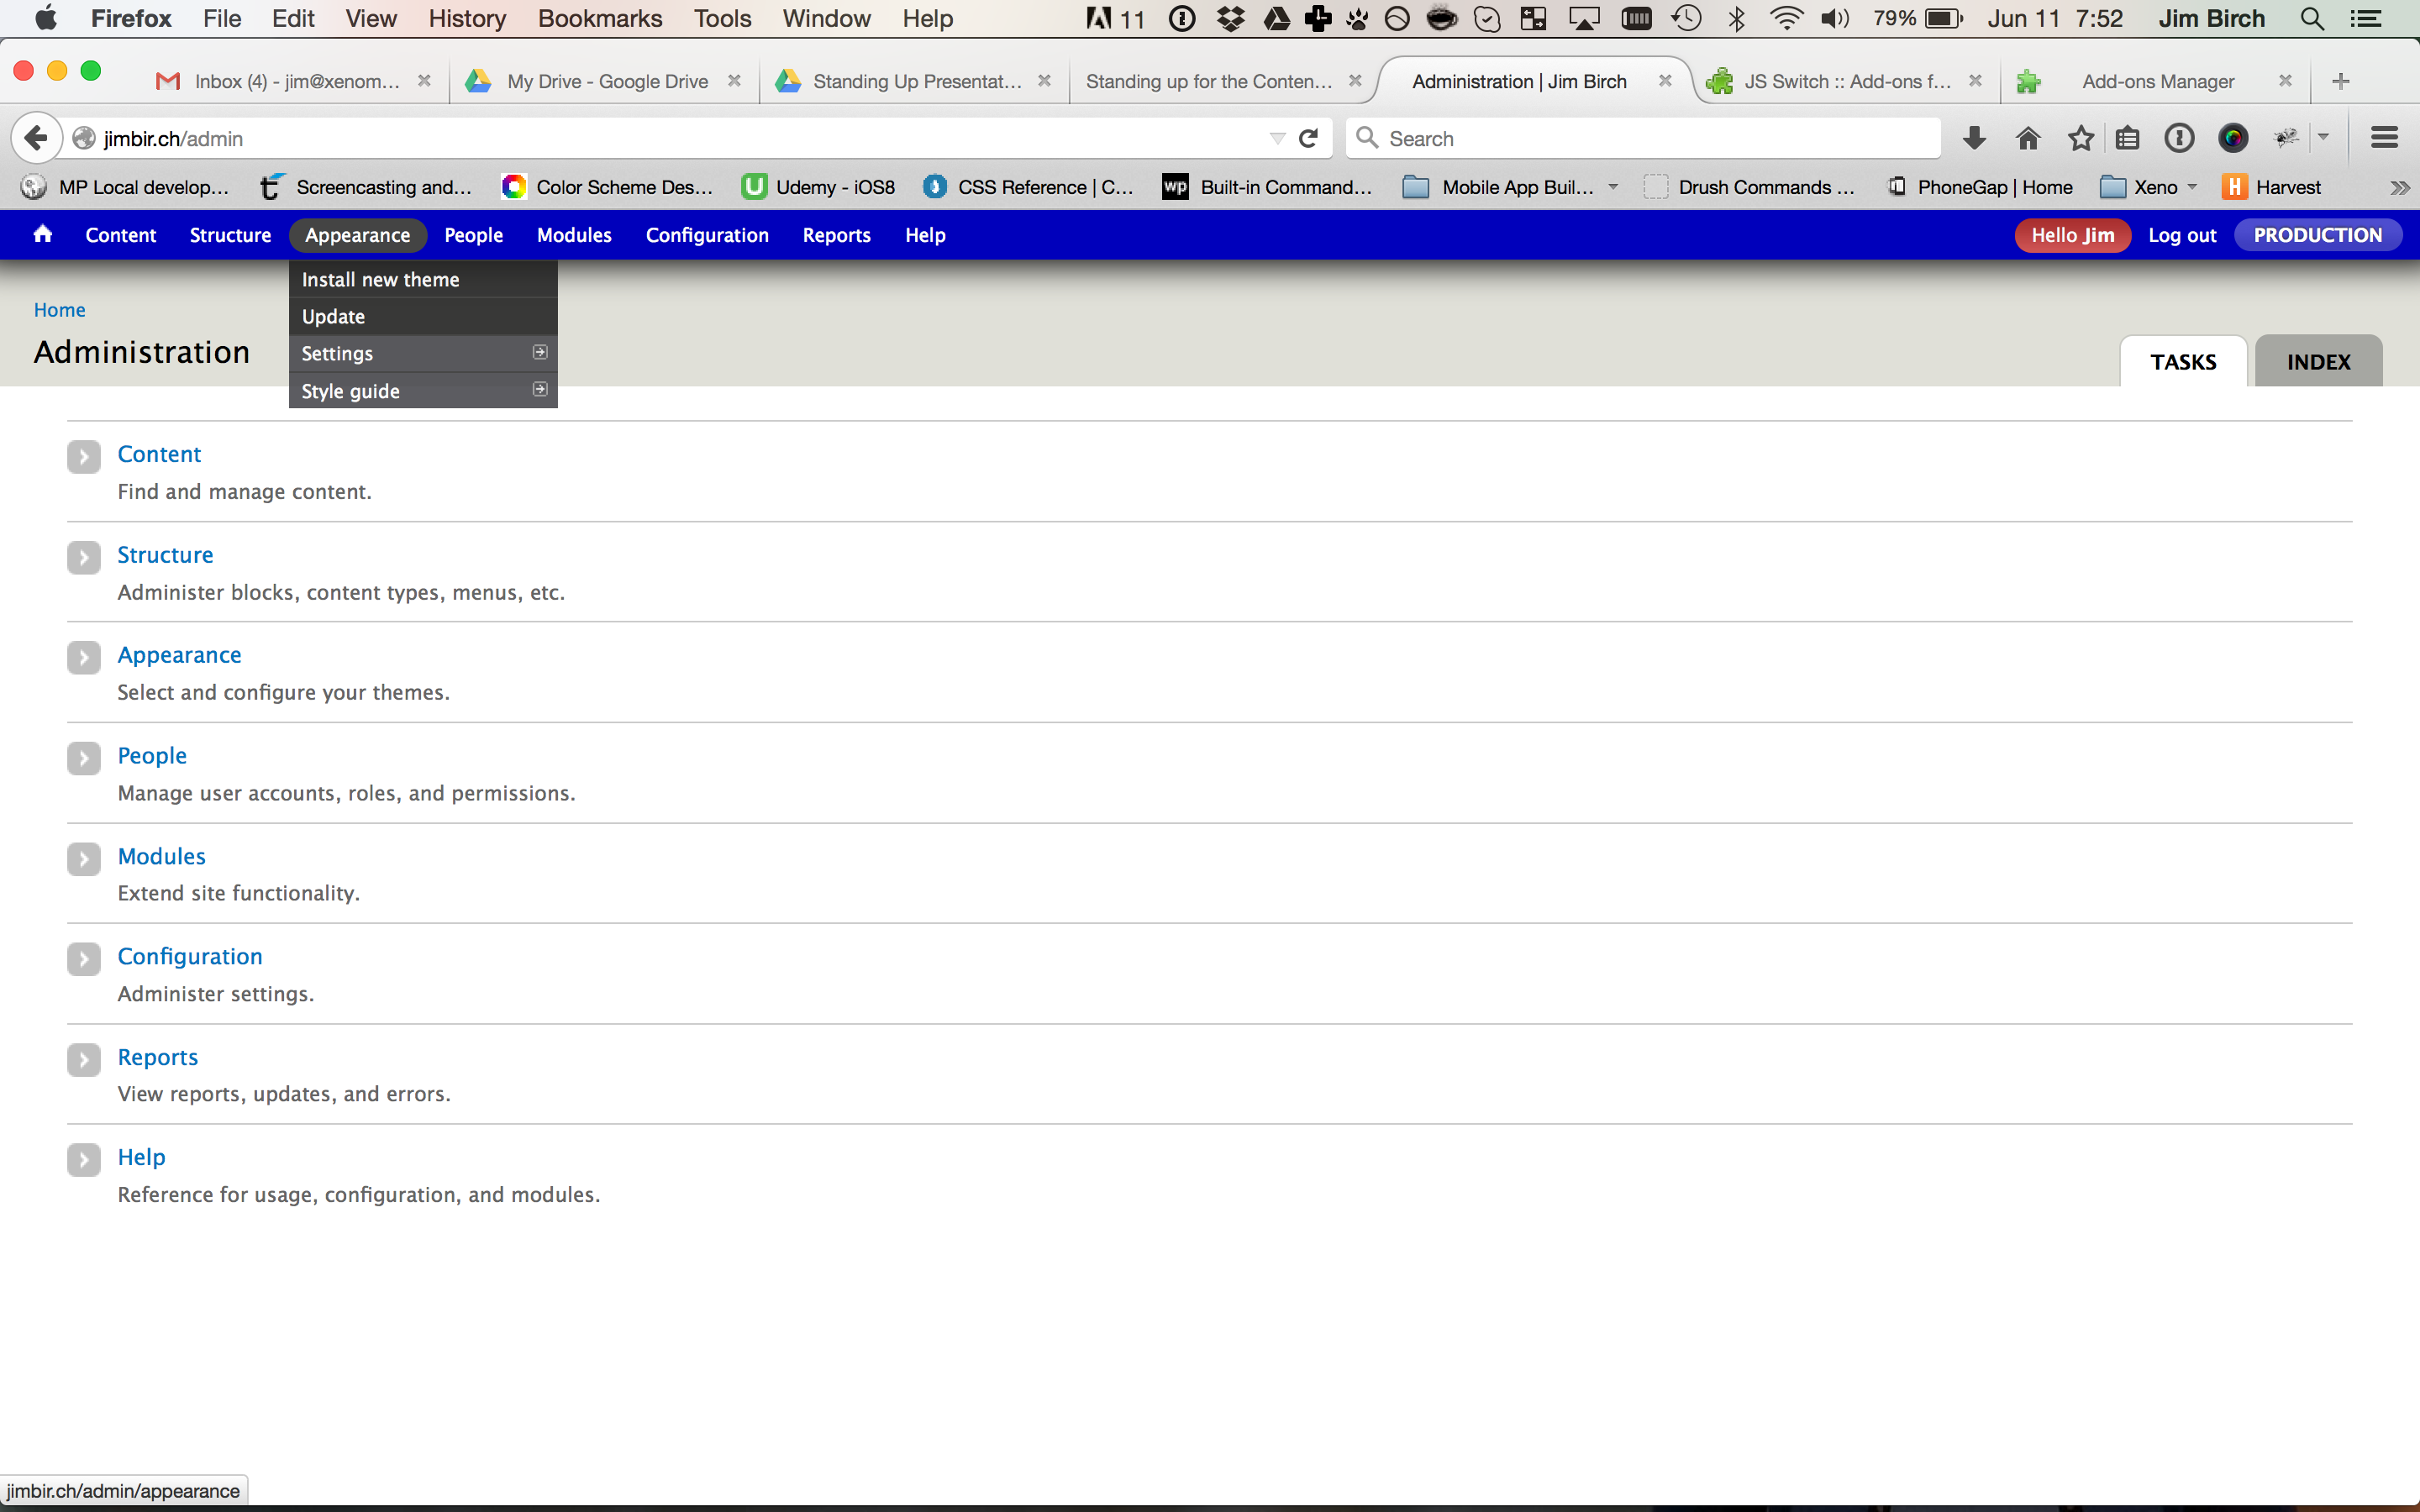 Firefox File Edit View History Bookmarks Tools Window Help 11 79% Jun 11 7:52 Jim Birch
Inbox (4) - jim@xenom... My Drive - Google Drive Standing Up Presentat... Standing up for the Conten... Administration | Jim Birch JS Switch :: Add-ons f... Add-ons Manager
jimbir.ch/admin Search
MP Local develop... Screencasting and... Color Scheme Des... Udemy - iOS8 CSS Reference | C... wp Built-in Command... Mobile App Buil... Drush Commands ... PhoneGap | Home Xeno H Harvest
Content Structure Appearance People Modules Configuration Reports Help Hello Jim Log out PRODUCTION
Install new theme
Update
Settings
Style guide
Home
Administration
TASKS INDEX
Content
Find and manage content.
Structure
Administer blocks, content types, menus, etc.
Appearance
Select and configure your themes.
People
Manage user accounts, roles, and permissions.
Modules
Extend site functionality.
Configuration
Administer settings.
Reports
View reports, updates, and errors.
Help
Reference for usage, configuration, and modules.
jimbir.ch/admin/appearance